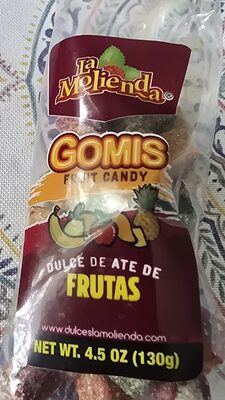 La
Molienda®
GOMIS
FRUIT CANDY
DULCE DE ATE DE
FRUTAS
www.dulceslamolienda.com
NET WT. 4.5 OZ (130g)